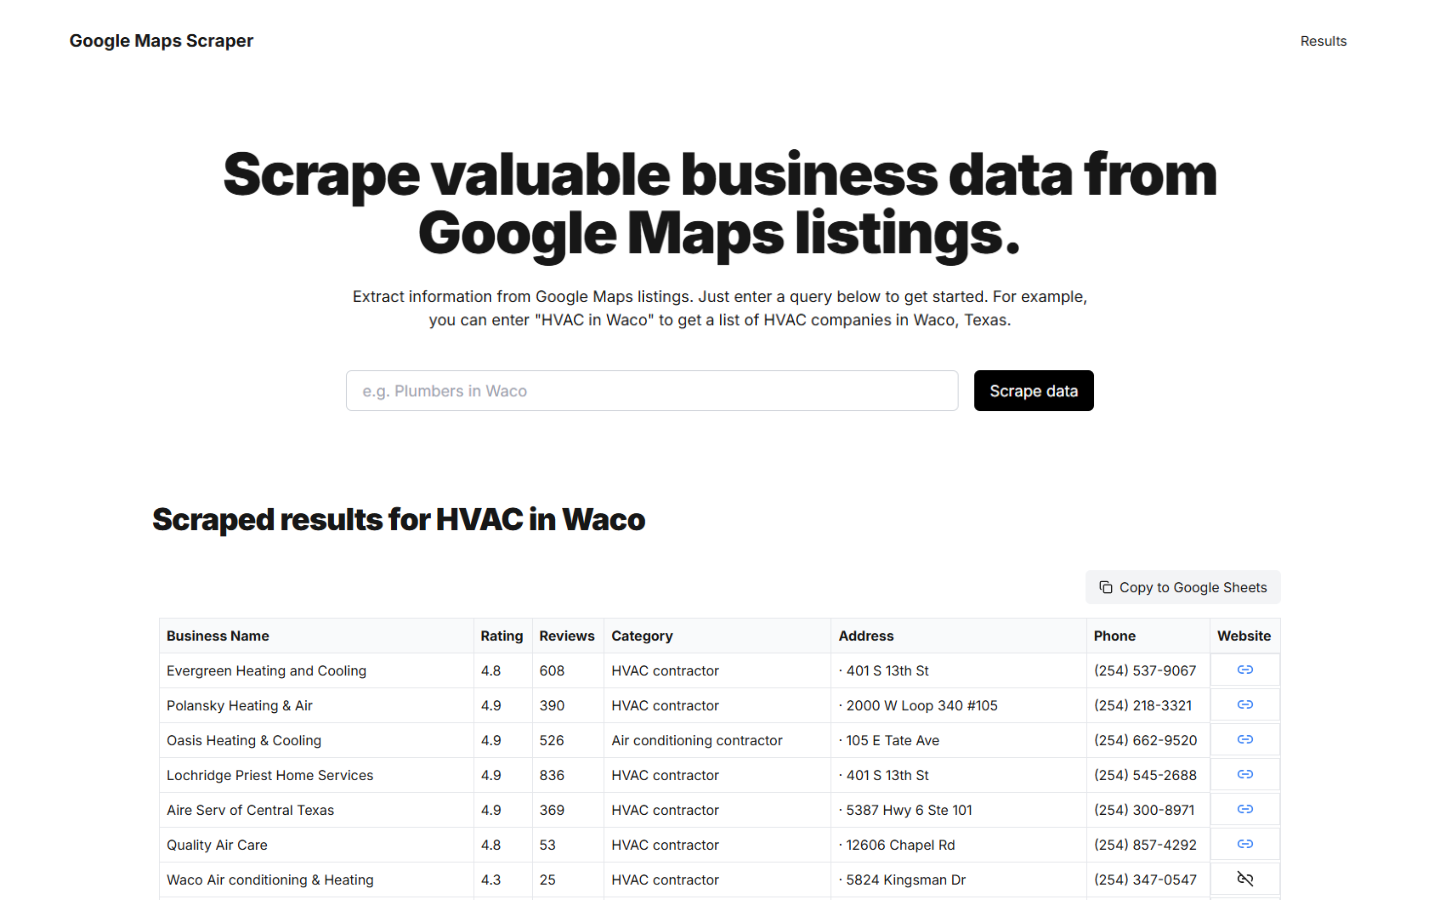 Google Maps Scraper
Results
Scrape valuable business data from
Google Maps listings.
Extract information from Google Maps listings. Just enter a query below to get started. For example,
you can enter "HVAC in Waco" to get a list of HVAC companies in Waco, Texas.
e.g. Plumbers in Waco
Scrape data
Scraped results for HVAC in Waco
Copy to Google Sheets
Business Name Rating Reviews Category Address Phone Website
Evergreen Heating and Cooling 4.8 608 HVAC contractor · 401 S 13th St (254) 537-9067
Polansky Heating & Air 4.9 390 HVAC contractor · 2000 W Loop 340 #105 (254) 218-3321
Oasis Heating & Cooling 4.9 526 Air conditioning contractor · 105 E Tate Ave (254) 662-9520
Lochridge Priest Home Services 4.9 836 HVAC contractor · 401 S 13th St (254) 545-2688
Aire Serv of Central Texas 4.9 369 HVAC contractor · 5387 Hwy 6 Ste 101 (254) 300-8971
Quality Air Care 4.8 53 HVAC contractor · 12606 Chapel Rd (254) 857-4292
Waco Air conditioning & Heating 4.3 25 HVAC contractor · 5824 Kingsman Dr (254) 347-0547